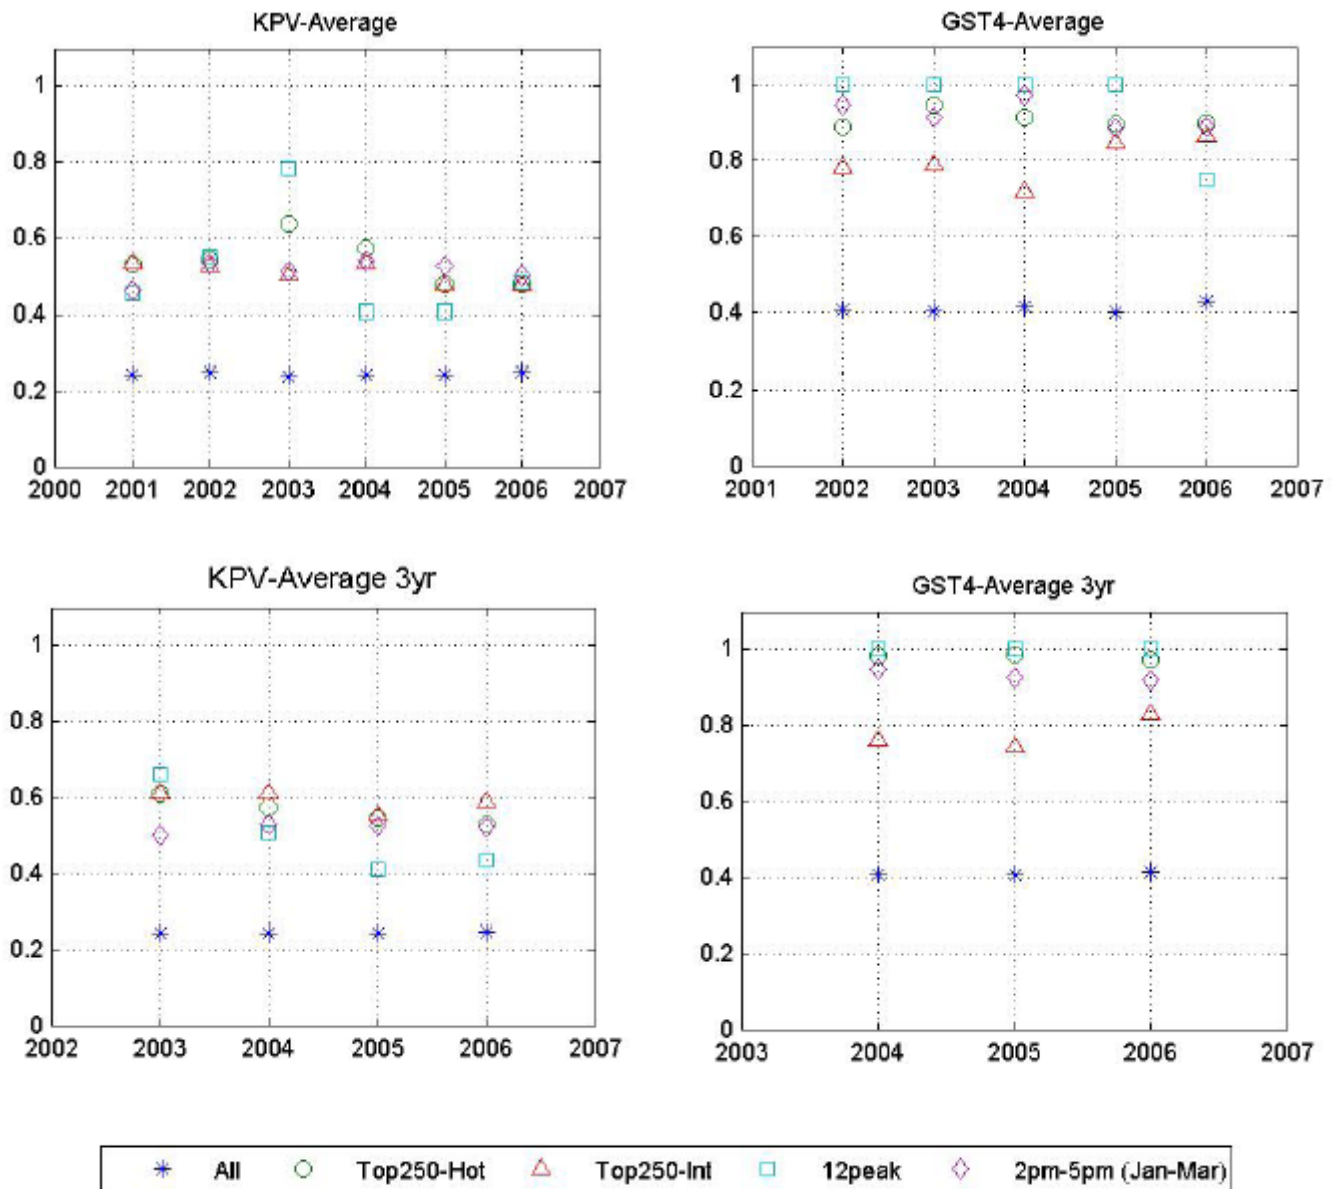 KPV-Average
1
0.8
0.6
0.4
0.2
0
2000 2001 2002 2003 2004 2005 2006 2007
GST4-Average
1
0.8
0.6
0.4
0.2
0
2001 2002 2003 2004 2005 2006 2007
KPV-Average 3yr
1
0.8
0.6
0.4
0.2
0
2002 2003 2004 2005 2006 2007
GST4-Average 3yr
1
0.8
0.6
0.4
0.2
0
2003 2004 2005 2006 2007
All Top250-Hot Top250-Int 12peak 2pm-5pm (Jan-Mar)